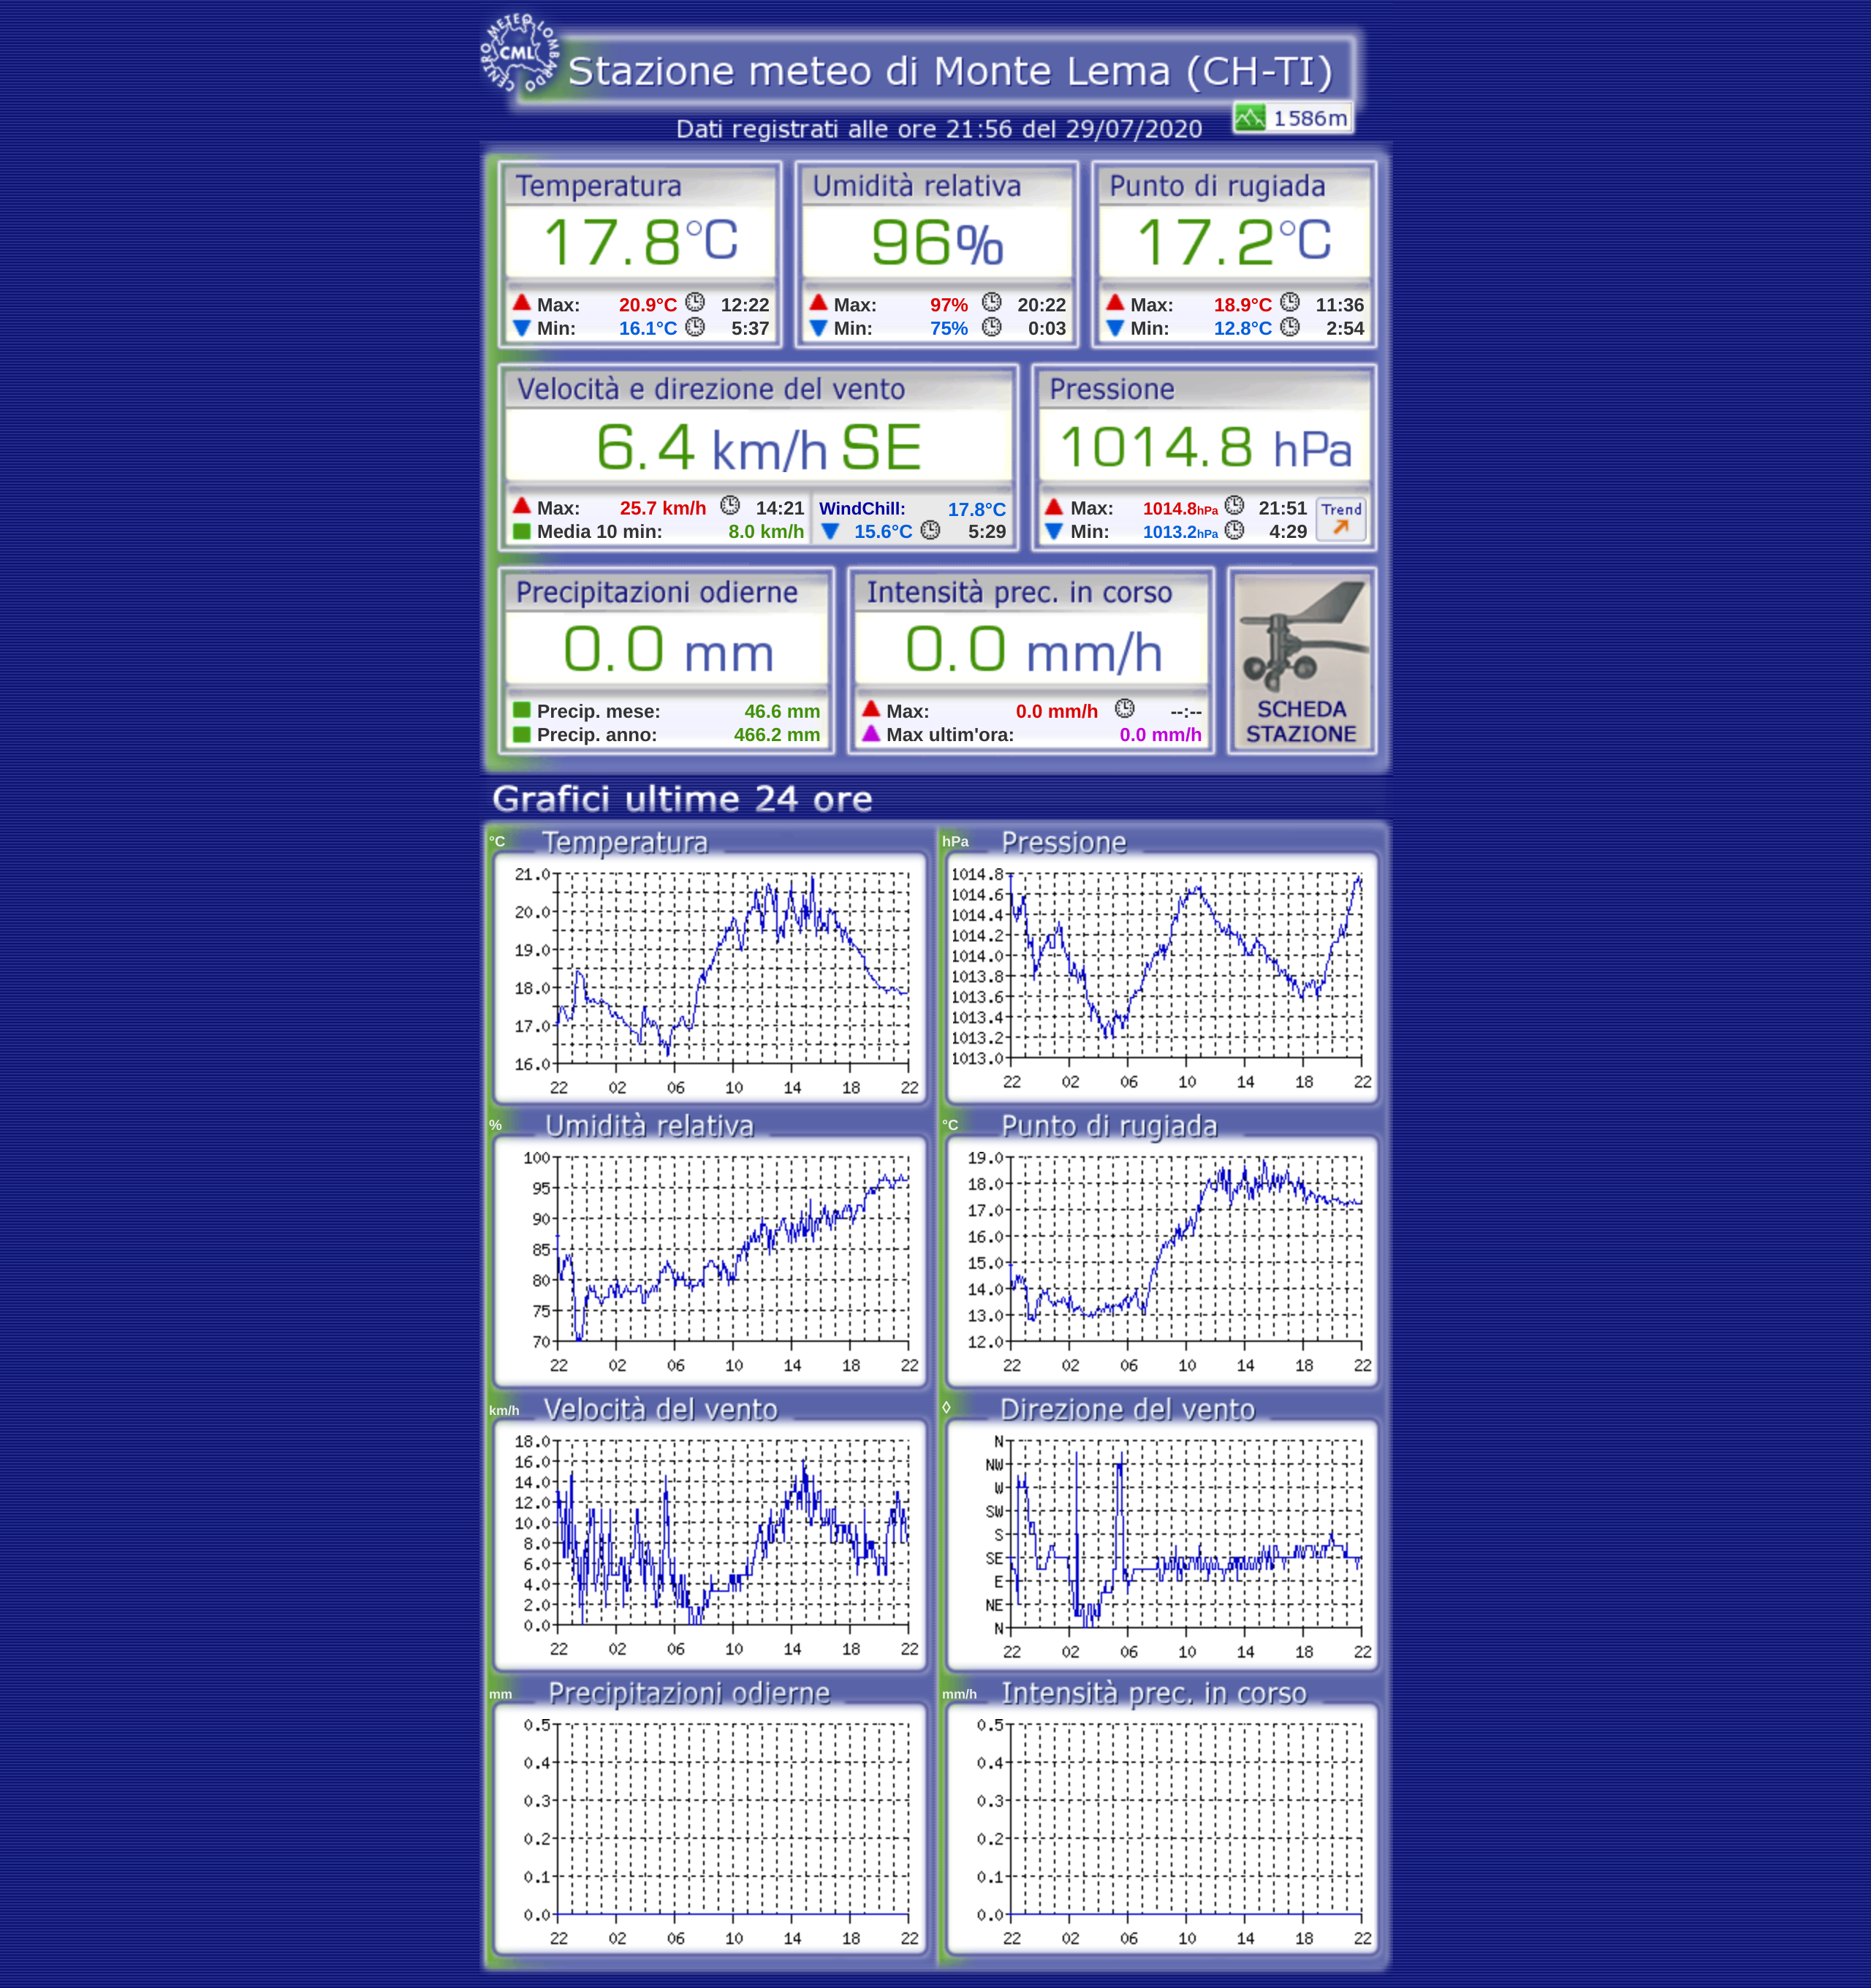 CENTRO METEO LOMBARDO
CML
Stazione meteo di Monte Lema (CH-TI)
1586m
Dati registrati alle ore 21:56 del 29/07/2020
Temperatura
17.8°C
Max: 20.9°C 12:22
Min: 16.1°C 5:37
Umidità relativa
96%
Max: 97% 20:22
Min: 75% 0:03
Punto di rugiada
17.2°C
Max: 18.9°C 11:36
Min: 12.8°C 2:54
Velocità e direzione del vento
6.4 km/h SE
Max: 25.7 km/h 14:21
Media 10 min: 8.0 km/h
WindChill: 17.8°C
15.6°C 5:29
Pressione
1014.8 hPa
Max: 1014.8hPa 21:51
Min: 1013.2hPa 4:29
Trend
Precipitazioni odierne
0.0 mm
Precip. mese: 46.6 mm
Precip. anno: 466.2 mm
Intensità prec. in corso
0.0 mm/h
Max: 0.0 mm/h --:--
Max ultim'ora: 0.0 mm/h
SCHEDA
STAZIONE
Grafici ultime 24 ore
°C Temperatura
21.0
20.0
19.0
18.0
17.0
16.0
22 02 06 10 14 18 22
hPa Pressione
1014.8
1014.6
1014.4
1014.2
1014.0
1013.8
1013.6
1013.4
1013.2
1013.0
22 02 06 10 14 18 22
% Umidità relativa
100
95
90
85
80
75
70
22 02 06 10 14 18 22
°C Punto di rugiada
19.0
18.0
17.0
16.0
15.0
14.0
13.0
12.0
22 02 06 10 14 18 22
km/h Velocità del vento
18.0
16.0
14.0
12.0
10.0
8.0
6.0
4.0
2.0
0.0
22 02 06 10 14 18 22
◊ Direzione del vento
N
NW
W
SW
S
SE
E
NE
N
22 02 06 10 14 18 22
mm Precipitazioni odierne
0.5
0.4
0.3
0.2
0.1
0.0
22 02 06 10 14 18 22
mm/h Intensità prec. in corso
0.5
0.4
0.3
0.2
0.1
0.0
22 02 06 10 14 18 22